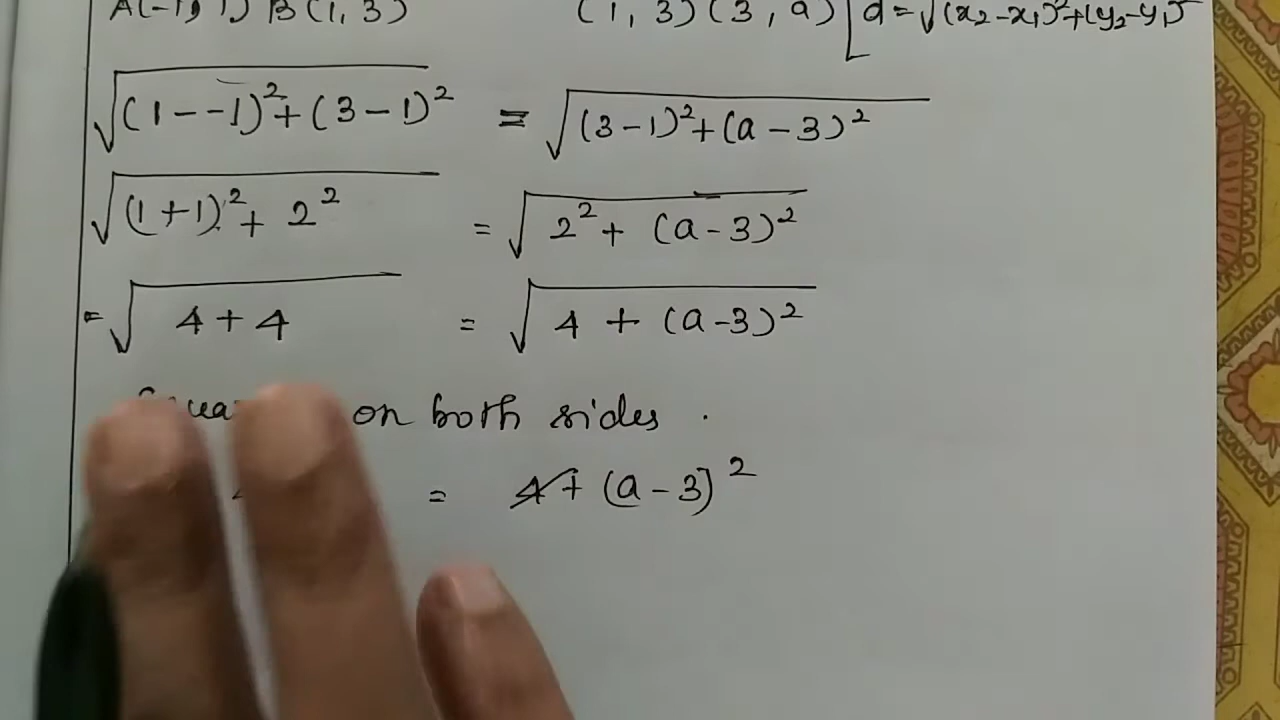 A(-1, 1) B(1, 3) (1, 3) (3, a) d = √(x₂-x₁)²+(y₂-y₁)²
√(1--1)²+(3-1)² = √(3-1)²+(a-3)²
√(1+1)²+ 2² = √2²+ (a-3)²
= √4+4 = √4 + (a-3)²
on both sides .
= 4+ (a-3)²